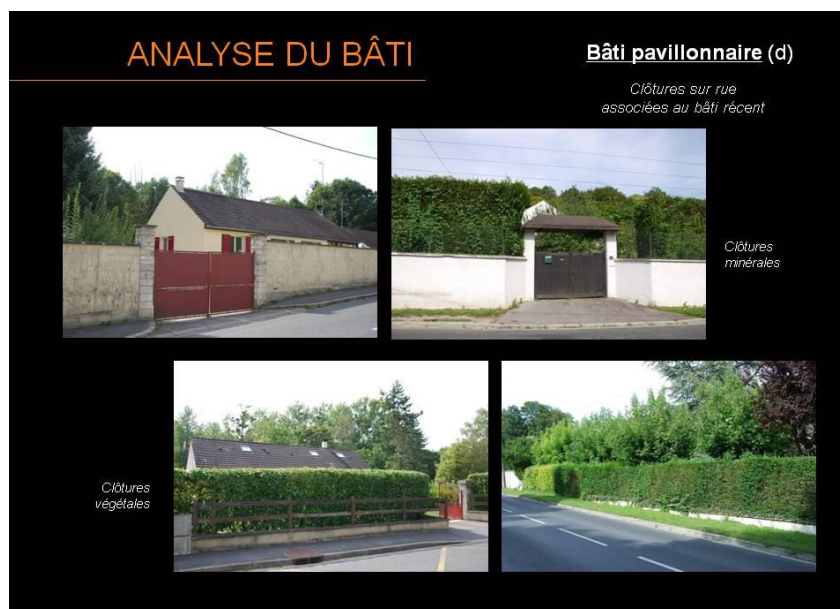 ANALYSE DU BÂTI
Bâti pavillonnaire (d)
Clôtures sur rue
associées au bâti récent
Clôtures
minérales
Clôtures
végétales